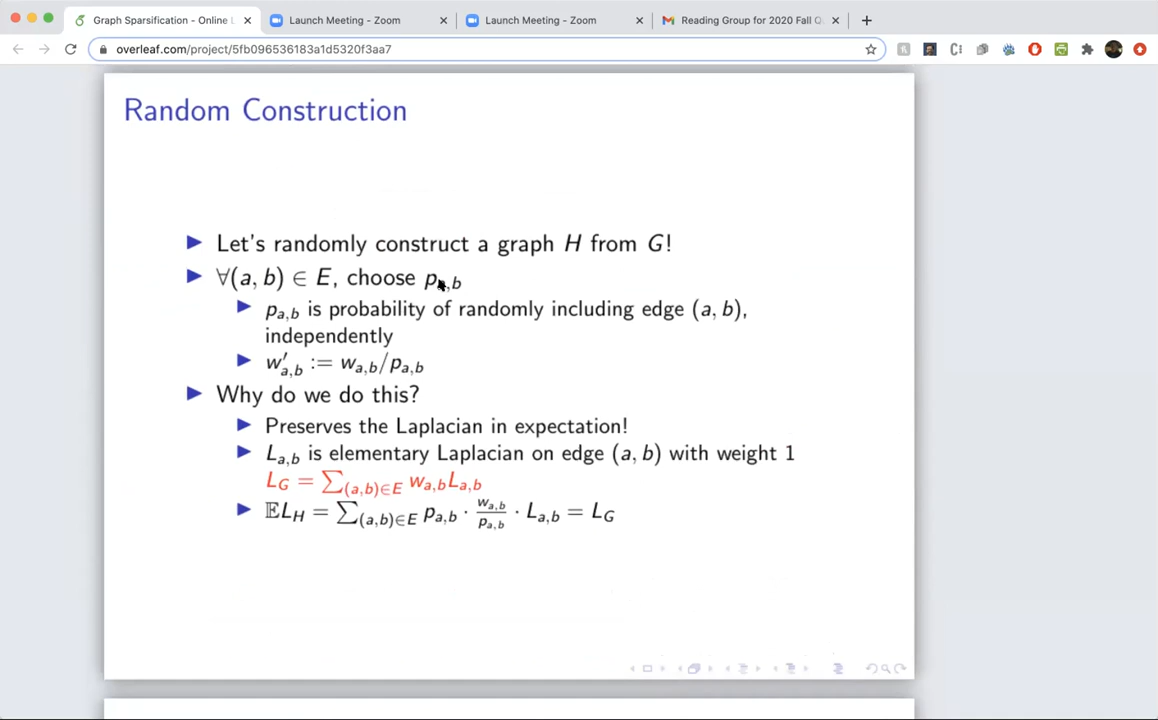 Graph Sparsification - Online L
Launch Meeting - Zoom
Launch Meeting - Zoom
Reading Group for 2020 Fall Q
overleaf.com/project/5fb096536183a1d5320f3aa7
Random Construction
▶ Let's randomly construct a graph H from G!
▶ ∀(a, b) ∈ E, choose p_{a,b}
▶ p_{a,b} is probability of randomly including edge (a, b),
independently
▶ w'_{a,b} := w_{a,b}/p_{a,b}
▶ Why do we do this?
▶ Preserves the Laplacian in expectation!
▶ L_{a,b} is elementary Laplacian on edge (a, b) with weight 1
L_G = ∑_{(a,b)∈E} w_{a,b}L_{a,b}
▶ 𝔼L_H = ∑_{(a,b)∈E} p_{a,b} · \frac{w_{a,b}}{p_{a,b}} · L_{a,b} = L_G